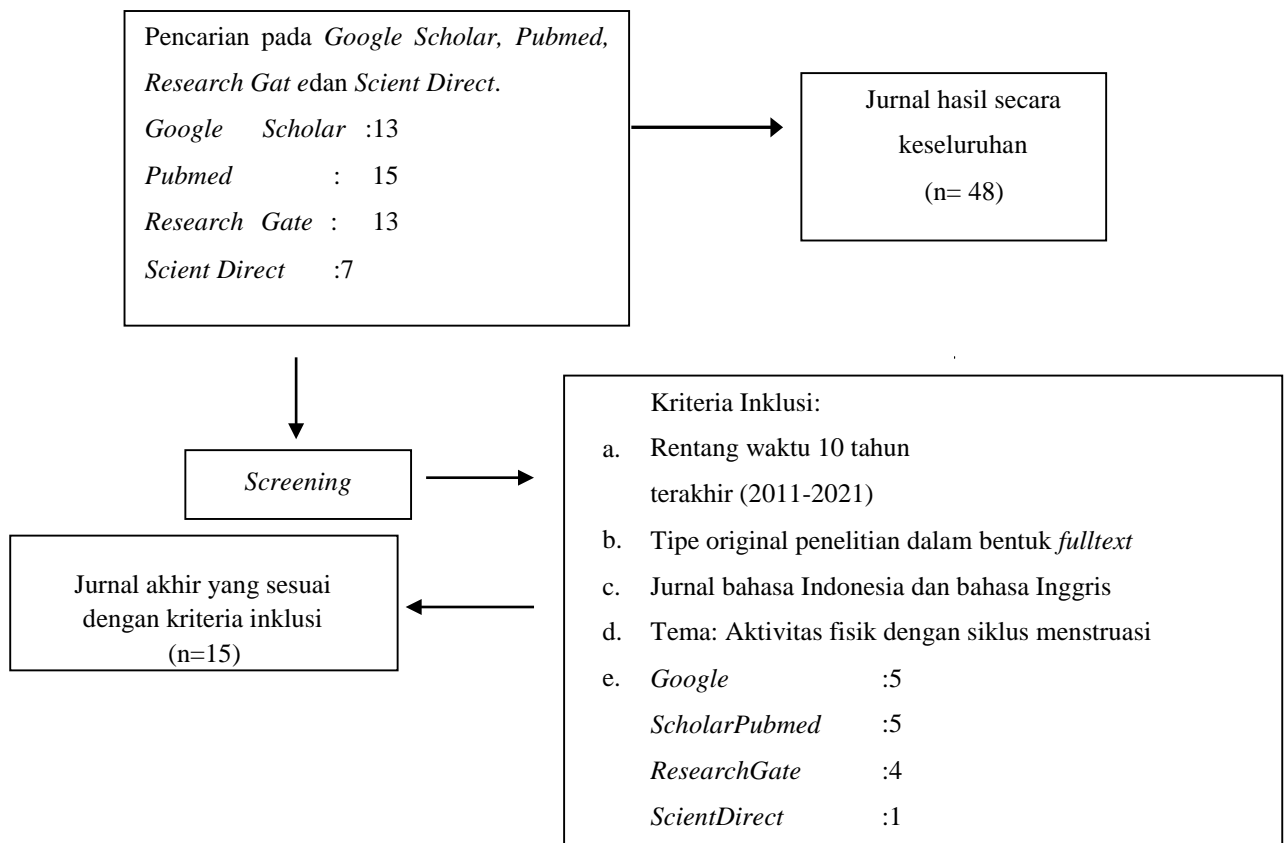 Pencarian pada Google Scholar, Pubmed,
Research Gat edan Scient Direct.
Google Scholar :13
Pubmed : 15
Research Gate : 13
Scient Direct :7
Jurnal hasil secara
keseluruhan
(n= 48)
Screening
Kriteria Inklusi:
a. Rentang waktu 10 tahun
terakhir (2011-2021)
b. Tipe original penelitian dalam bentuk fulltext
c. Jurnal bahasa Indonesia dan bahasa Inggris
d. Tema: Aktivitas fisik dengan siklus menstruasi
e. Google :5
ScholarPubmed :5
ResearchGate :4
ScientDirect :1
Jurnal akhir yang sesuai
dengan kriteria inklusi
(n=15)